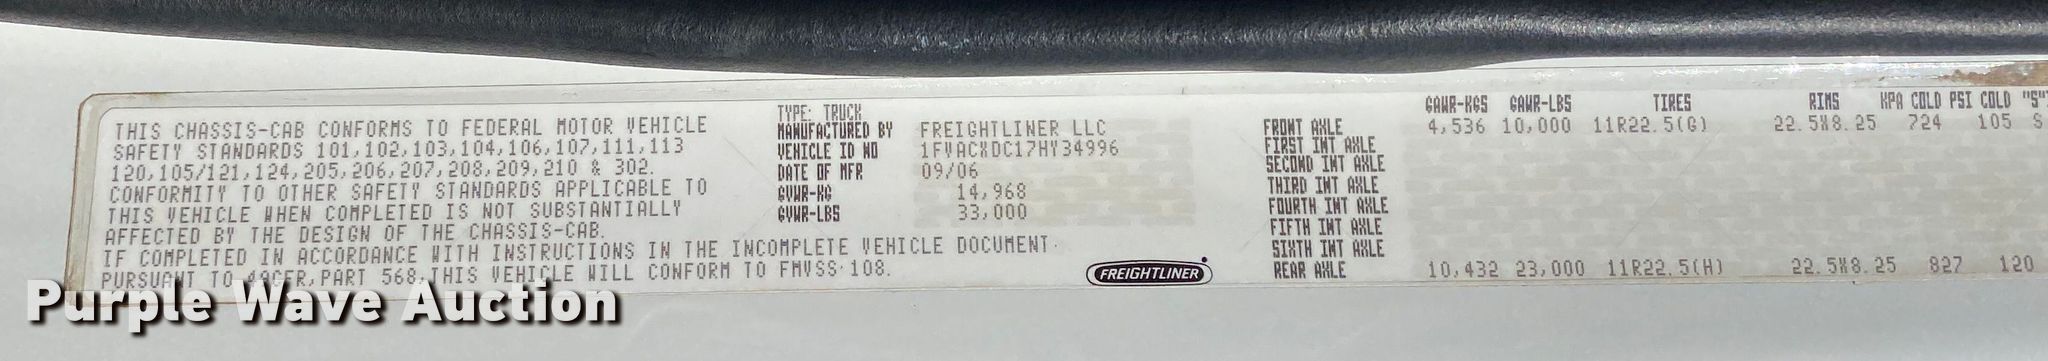 THIS CHASSIS-CAB CONFORMS TO FEDERAL MOTOR VEHICLE
SAFETY STANDARDS 101,102,103,104,106,107,111,113
120,105/121,124,205,206,207,208,209,210 & 302.
CONFORMITY TO OTHER SAFETY STANDARDS APPLICABLE TO
THIS VEHICLE WHEN COMPLETED IS NOT SUBSTANTIALLY
AFFECTED BY THE DESIGN OF THE CHASSIS-CAB.
IF COMPLETED IN ACCORDANCE WITH INSTRUCTIONS IN THE INCOMPLETE VEHICLE DOCUMENT
PURSUANT TO 49CFR,PART 568,THIS VEHICLE WILL CONFORM TO FMVSS 108.
TYPE: TRUCK
MANUFACTURED BY FREIGHTLINER LLC
VEHICLE ID NO 1FVACXDC17HY34996
DATE OF MFR 09/06
GVWR-KG 14,968
GVWR-LBS 33,000
FREIGHTLINER
GAWR-KGS GAWR-LBS TIRES RIMS KPA COLD PSI COLD "S"
FRONT AXLE 4,536 10,000 11R22.5(G) 22.5X8.25 724 105 S
FIRST INT AXLE
SECOND INT AXLE
THIRD INT AXLE
FOURTH INT AXLE
FIFTH INT AXLE
SIXTH INT AXLE
REAR AXLE 10,432 23,000 11R22.5(H) 22.5X8.25 827 120
Purple Wave Auction